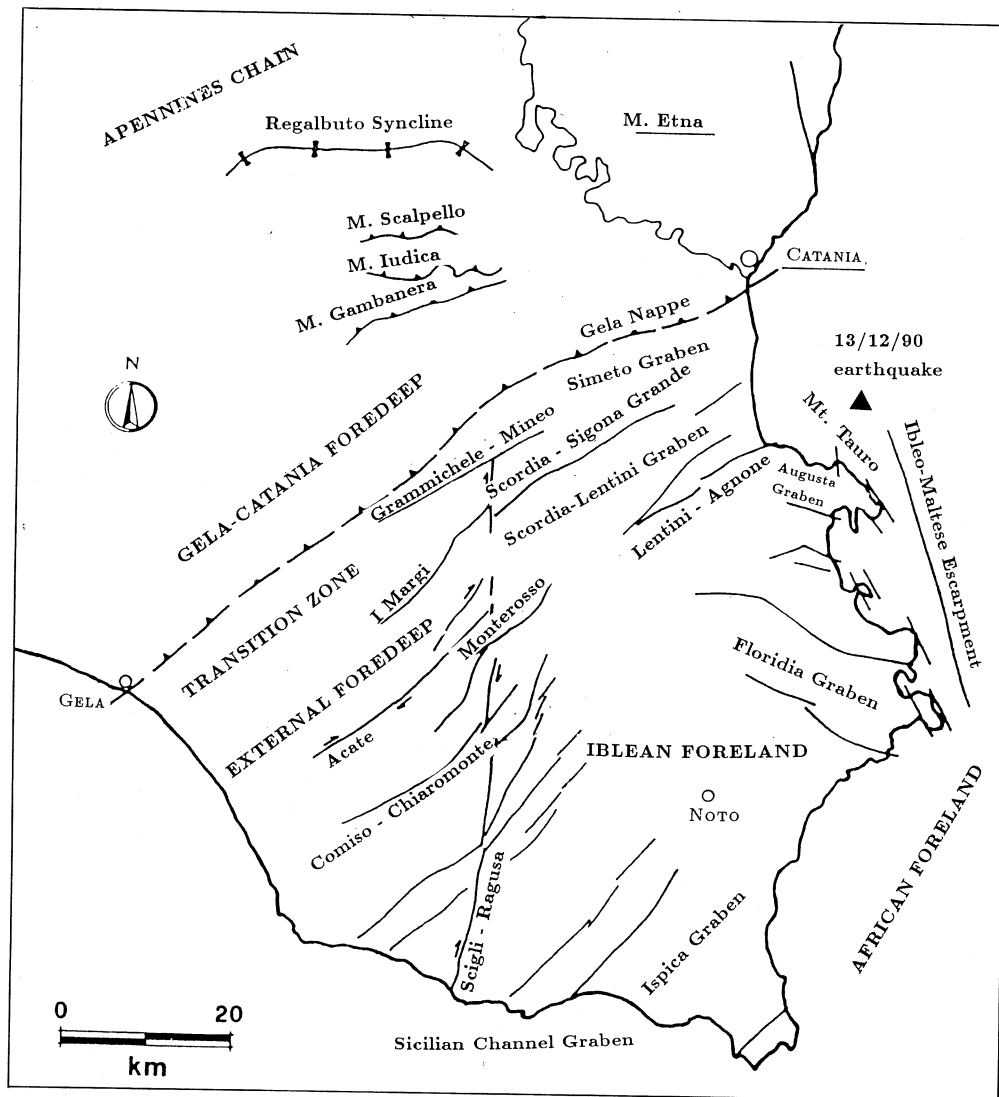 APENNINES CHAIN
Regalbuto Syncline
M. Etna
M. Scalpello
M. Iudica
M. Gambanera
CATANIA
Gela Nappe
13/12/90
earthquake
N
Simeto Graben
Mt. Tauro
Ibleo-Maltese Escarpment
GELA-CATANIA FOREDEEP
Grammichele - Mineo
Scordia - Sigona Grande
Scordia-Lentini Graben
Lentini - Agnone
Augusta
Graben
I Margi
TRANSITION ZONE
Monterosso
EXTERNAL FOREDEEP
GELA
Acate
Floridia Graben
IBLEAN FORELAND
Comiso - Chiaromonte
NOTO
AFRICAN FORELAND
Scigli - Ragusa
Ispica Graben
0 20
km
Sicilian Channel Graben